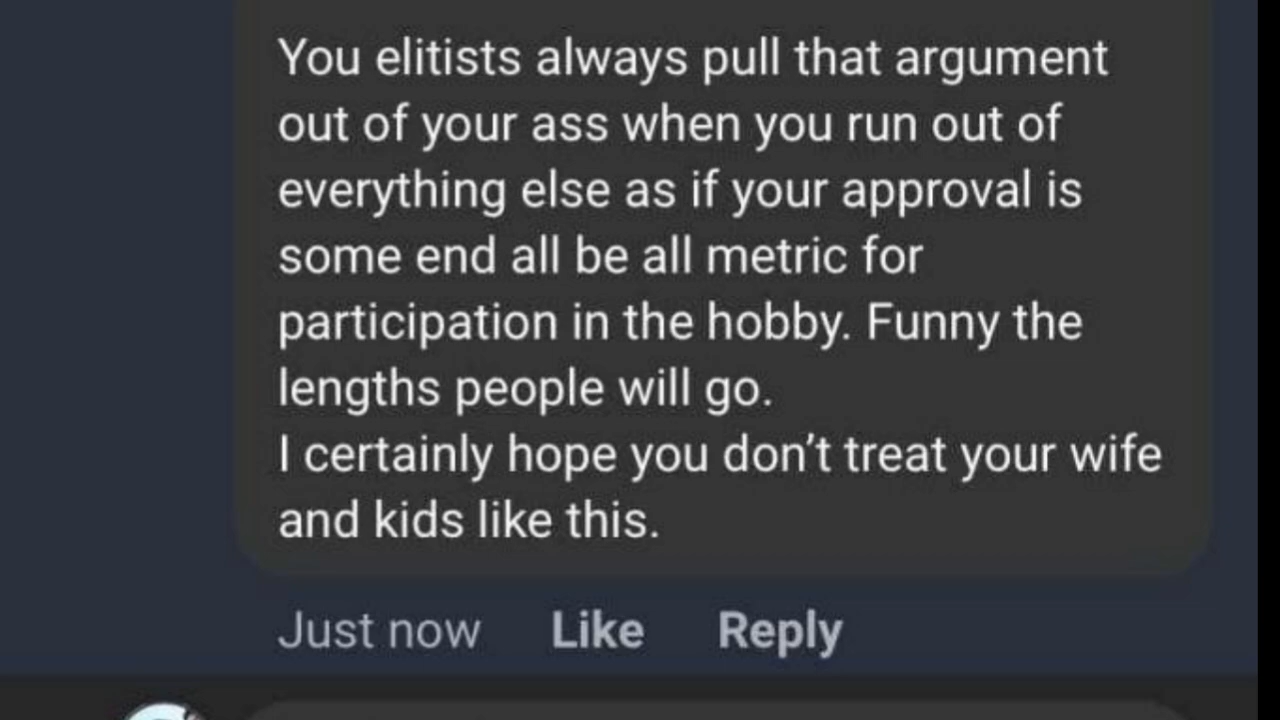 You elitists always pull that argument
out of your ass when you run out of
everything else as if your approval is
some end all be all metric for
participation in the hobby. Funny the
lengths people will go.
I certainly hope you don’t treat your wife
and kids like this.
Just now Like Reply